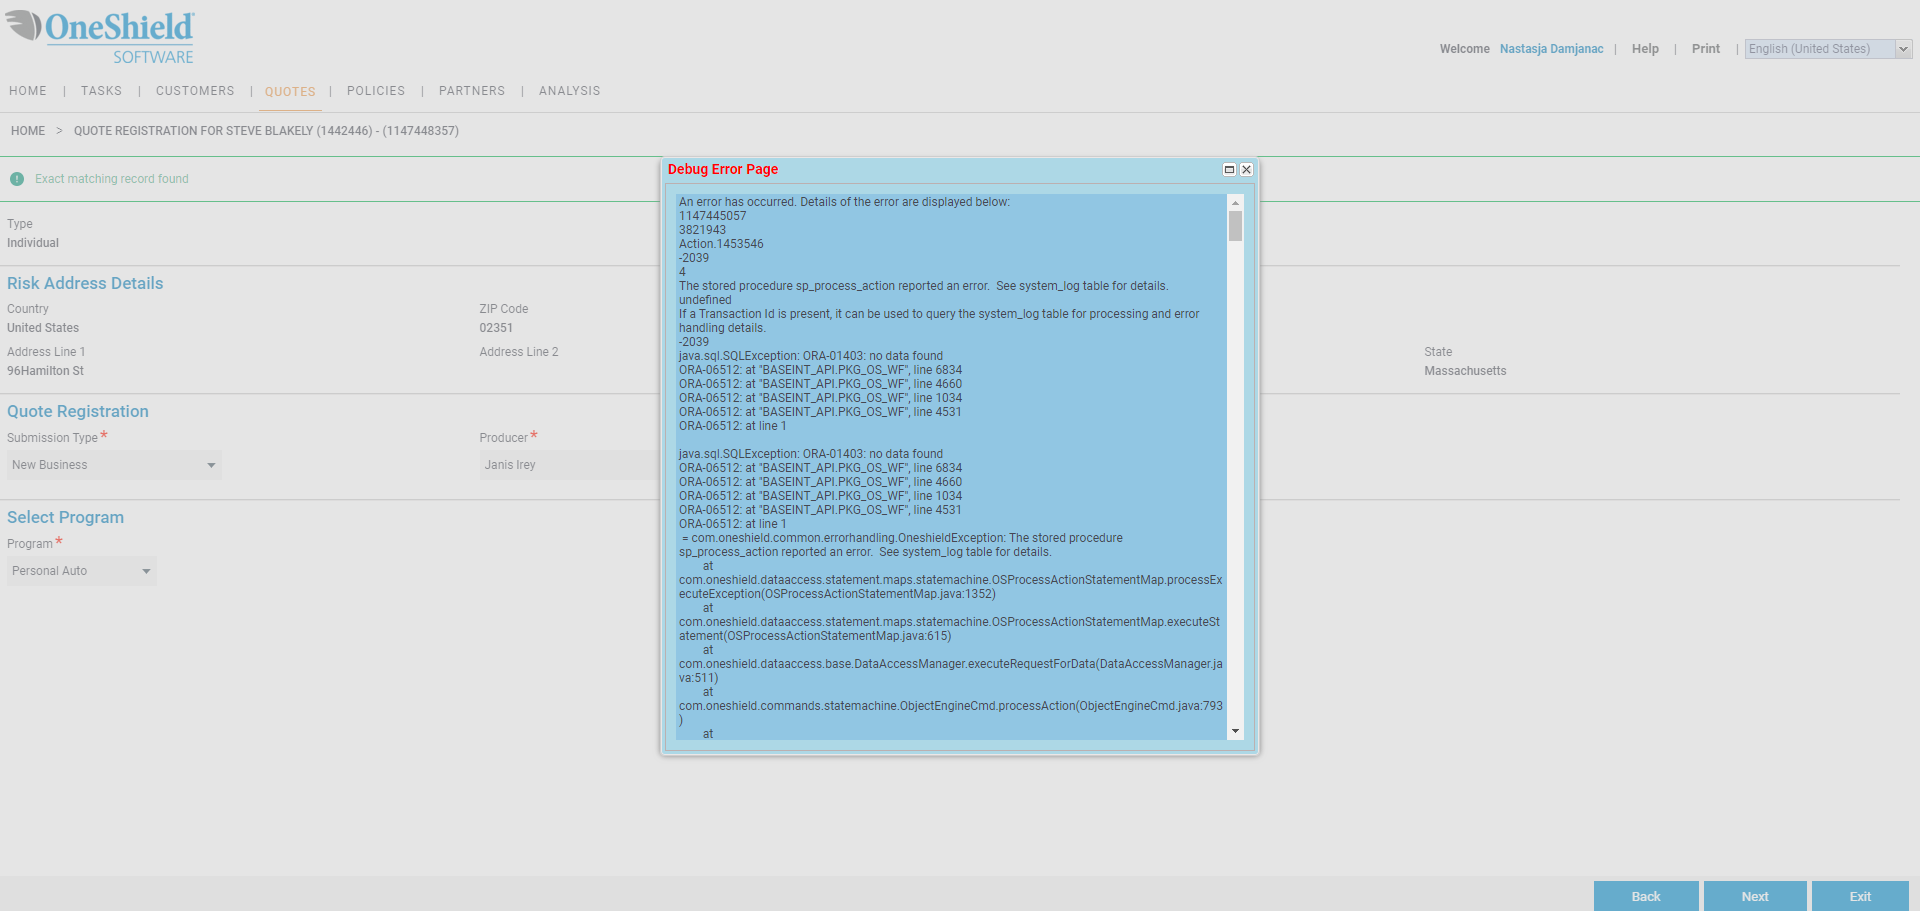 OneShield
SOFTWARE
Welcome Nastasja Damjanac | Help | Print | English (United States)
HOME | TASKS | CUSTOMERS | QUOTES | POLICIES | PARTNERS | ANALYSIS
HOME > QUOTE REGISTRATION FOR STEVE BLAKELY (1442446) - (1147448357)
Exact matching record found
Type
Individual
Risk Address Details
Country
ZIP Code
United States
02351
Address Line 1
Address Line 2
State
96Hamilton St
Massachusetts
Quote Registration
Submission Type *
Producer *
New Business
Janis Irey
Select Program
Program *
Personal Auto
Debug Error Page
An error has occurred. Details of the error are displayed below:
1147445057
3821943
Action.1453546
-2039
4
The stored procedure sp_process_action reported an error.  See system_log table for details.
undefined
If a Transaction Id is present, it can be used to query the system_log table for processing and error
handling details.
-2039
java.sql.SQLException: ORA-01403: no data found
ORA-06512: at "BASEINT_API.PKG_OS_WF", line 6834
ORA-06512: at "BASEINT_API.PKG_OS_WF", line 4660
ORA-06512: at "BASEINT_API.PKG_OS_WF", line 1034
ORA-06512: at "BASEINT_API.PKG_OS_WF", line 4531
ORA-06512: at line 1
java.sql.SQLException: ORA-01403: no data found
ORA-06512: at "BASEINT_API.PKG_OS_WF", line 6834
ORA-06512: at "BASEINT_API.PKG_OS_WF", line 4660
ORA-06512: at "BASEINT_API.PKG_OS_WF", line 1034
ORA-06512: at "BASEINT_API.PKG_OS_WF", line 4531
ORA-06512: at line 1
= com.oneshield.common.errorhandling.OneshieldException: The stored procedure
sp_process_action reported an error.  See system_log table for details.
at
com.oneshield.dataaccess.statement.maps.statemachine.OSProcessActionStatementMap.processEx
ecuteException(OSProcessActionStatementMap.java:1352)
at
com.oneshield.dataaccess.statement.maps.statemachine.OSProcessActionStatementMap.executeSt
atement(OSProcessActionStatementMap.java:615)
at
com.oneshield.dataaccess.base.DataAccessManager.executeRequestForData(DataAccessManager.ja
va:511)
at
com.oneshield.commands.statemachine.ObjectEngineCmd.processAction(ObjectEngineCmd.java:793
)
at
Back
Next
Exit